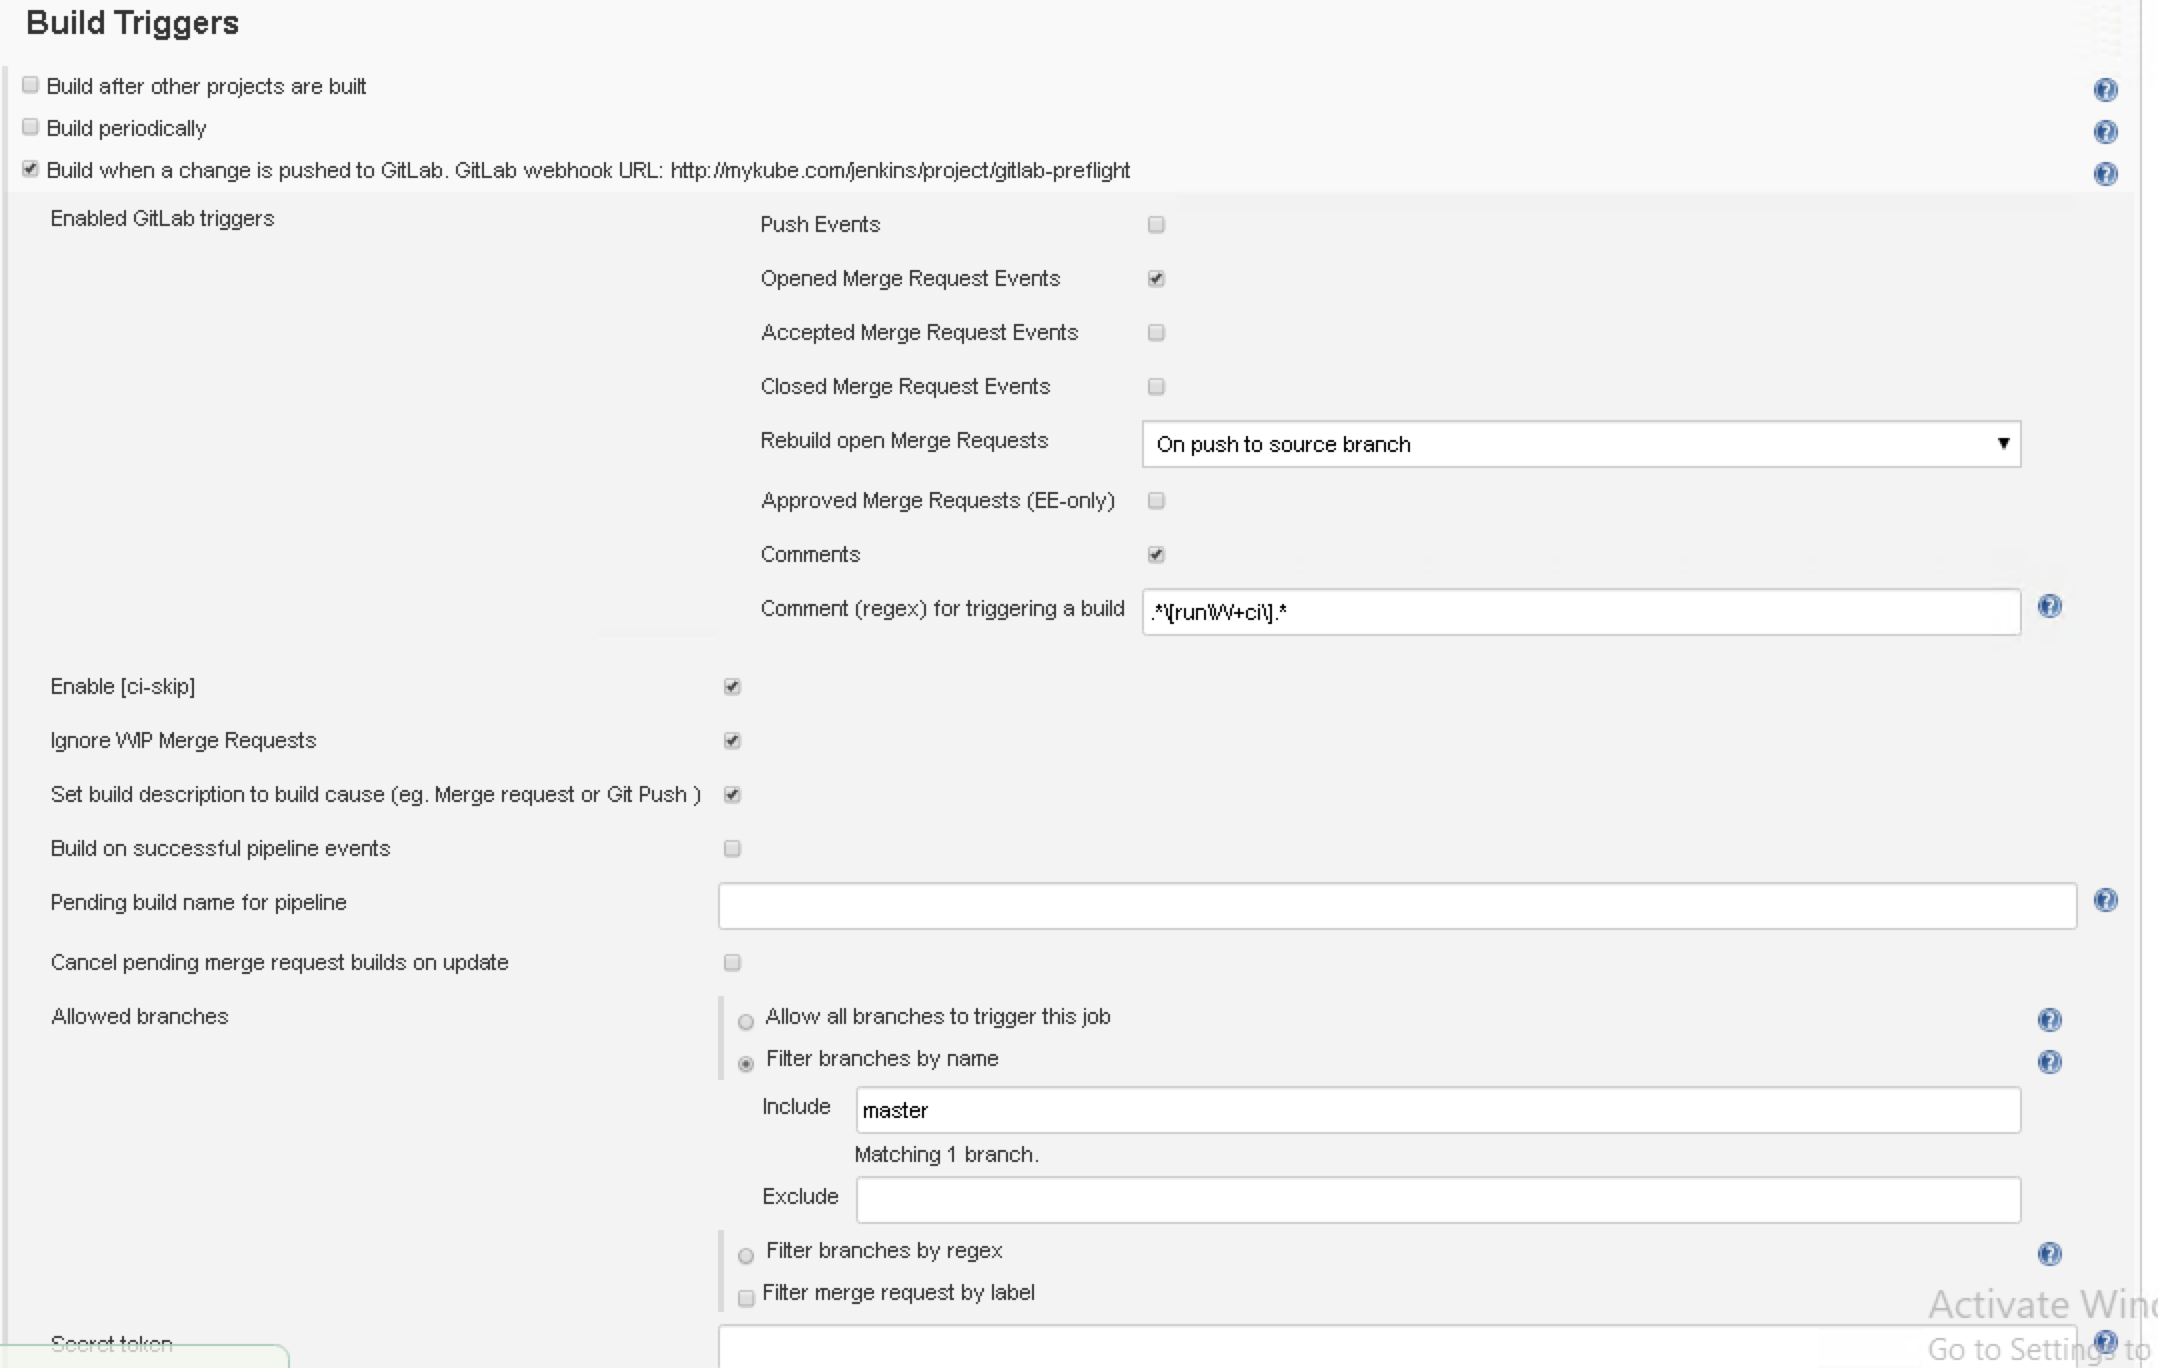 Build Triggers
Build after other projects are built
Build periodically
Build when a change is pushed to GitLab. GitLab webhook URL: http://mykube.com/jenkins/project/gitlab-preflight
Enabled GitLab triggers
Push Events
Opened Merge Request Events
Accepted Merge Request Events
Closed Merge Request Events
Rebuild open Merge Requests
On push to source branch
Approved Merge Requests (EE-only)
Comments
Comment (regex) for triggering a build
.*\[run\W+ci\].*
Enable [ci-skip]
Ignore WIP Merge Requests
Set build description to build cause (eg. Merge request or Git Push )
Build on successful pipeline events
Pending build name for pipeline
Cancel pending merge request builds on update
Allowed branches
Allow all branches to trigger this job
Filter branches by name
Include
master
Matching 1 branch.
Exclude
Filter branches by regex
Filter merge request by label
Secret token
Activate Wind
Go to Settings to